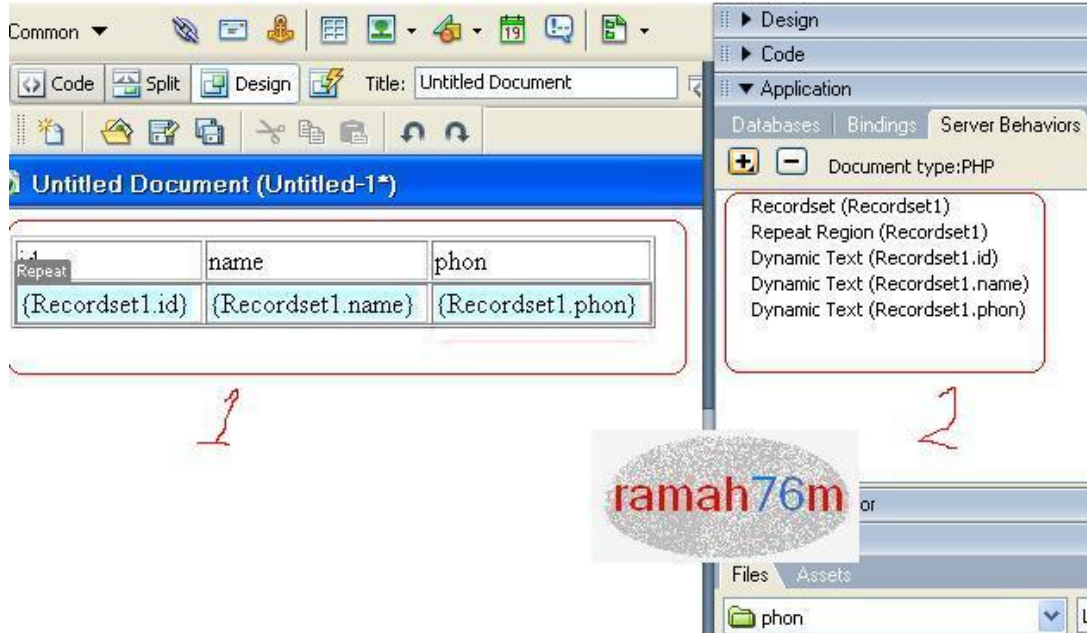 Common
Code Split Design Title: Untitled Document
Untitled Document (Untitled-1*)
name phon
Repeat
{Recordset1.id} {Recordset1.name} {Recordset1.phon}
1
Design
Code
Application
Databases Bindings Server Behaviors
Document type:PHP
Recordset (Recordset1)
Repeat Region (Recordset1)
Dynamic Text (Recordset1.id)
Dynamic Text (Recordset1.name)
Dynamic Text (Recordset1.phon)
2
ramah76m
Files Assets
phon